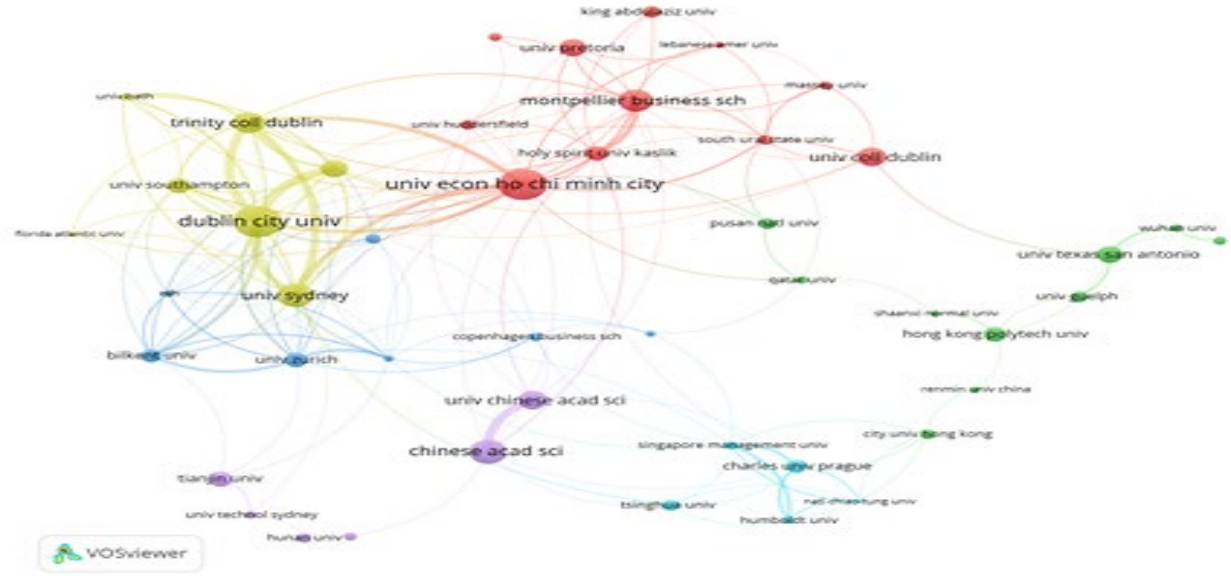 king abdulaziz univ
univ pretoria
lebanese amer univ
massey univ
univ bath
montpellier business sch
trinity coll dublin
univ huddersfield
south ural state univ
holy spirit univ kaslik
univ coll dublin
univ southampton
univ econ ho chi minh city
dublin city univ
pusan natl univ
florida atlantic univ
wuhan univ
univ texas san antonio
qatar univ
univ sydney
univ guelph
shaanxi normal univ
copenhagen business sch
hong kong polytech univ
bilkent univ
univ zurich
renmin univ china
univ chinese acad sci
city univ hong kong
singapore management univ
chinese acad sci
charles univ prague
tianjin univ
natl chiao tung univ
tsinghua univ
univ technol sydney
humboldt univ
hunan univ
VOSviewer